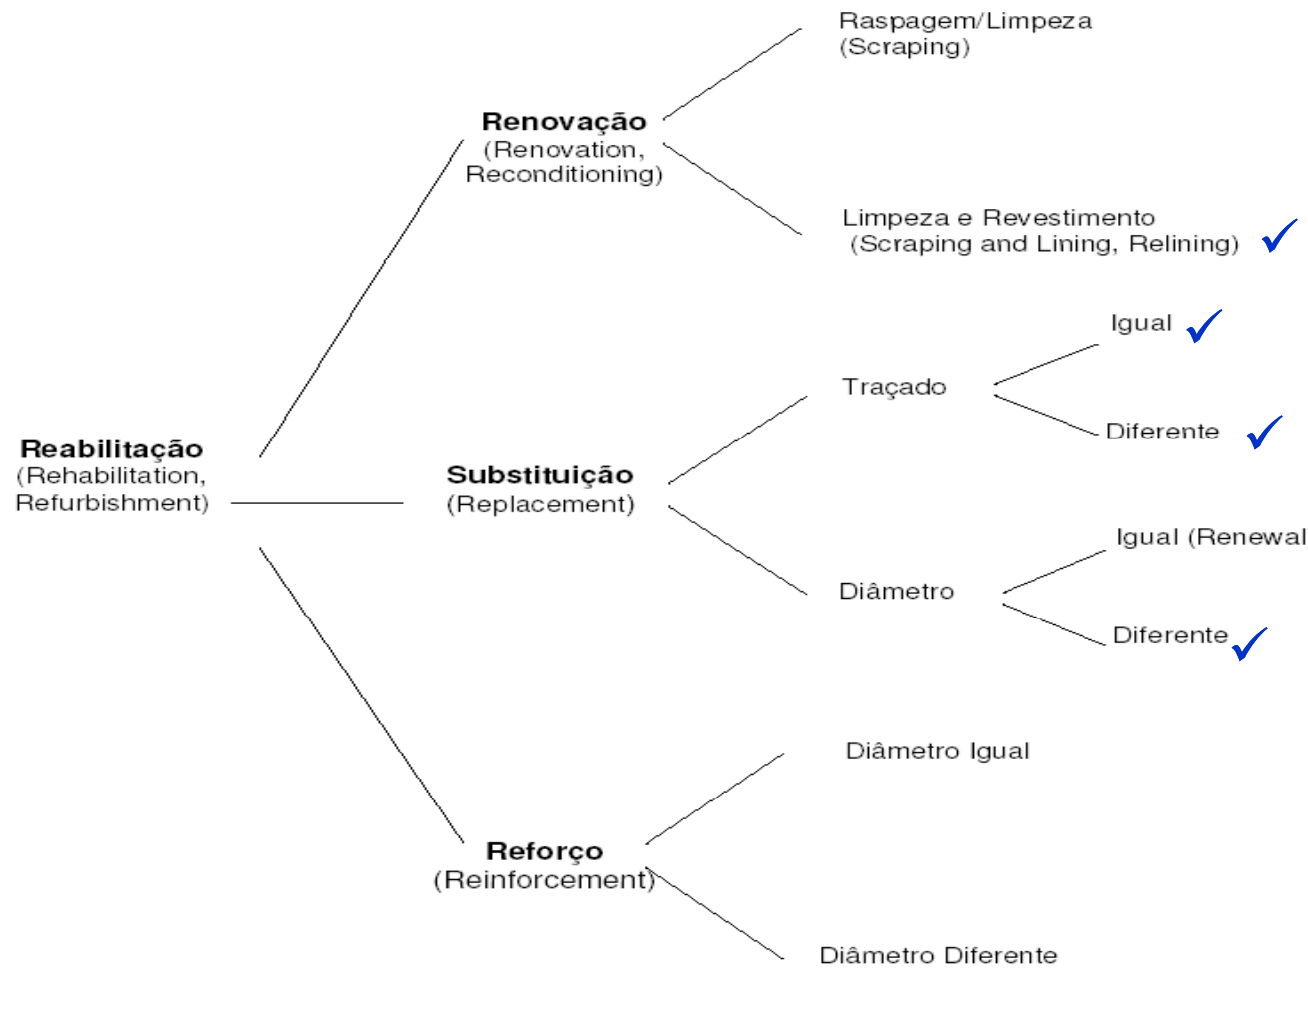 Raspagem/Limpeza
(Scraping)
Renovação
(Renovation,
Reconditioning)
Limpeza e Revestimento
(Scraping and Lining, Relining)
Igual
Traçado
Diferente
Reabilitação
(Rehabilitation,
Refurbishment)
Substituição
(Replacement)
Igual (Renewal
Diâmetro
Diferente
Diâmetro Igual
Reforço
(Reinforcement)
Diâmetro Diferente